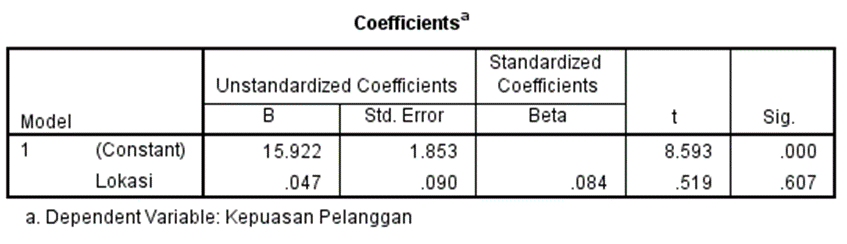 Coefficientsa
Model Unstandardized Coefficients Standardized Coefficients t Sig.
B Std. Error Beta
1 (Constant) 15.922 1.853 8.593 .000
Lokasi .047 .090 .084 .519 .607
a. Dependent Variable: Kepuasan Pelanggan